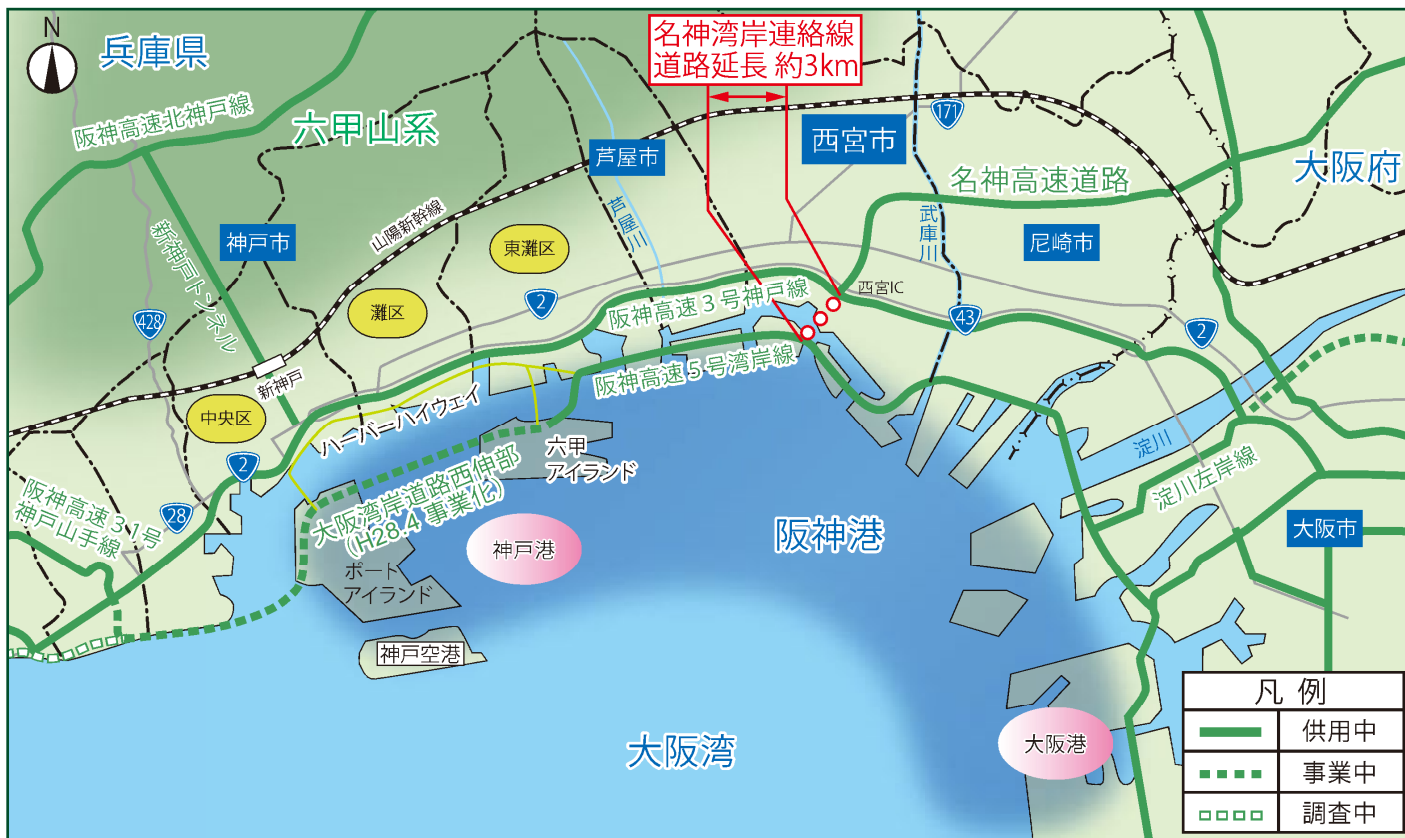 N
兵庫県
名神湾岸連絡線
道路延長 約3km
阪神高速北神戸線
六甲山系
芦屋市
西宮市
171
大阪府
名神高速道路
山陽新幹線
芦屋川
武庫川
神戸市
新神戸トンネル
東灘区
尼崎市
灘区
2
西宮IC
阪神高速3号神戸線
43
2
428
阪神高速5号湾岸線
新神戸
中央区
ハーバーハイウェイ
六甲
アイランド
淀川
淀川左岸線
2
大阪湾岸道路西伸部
(H28.4 事業化)
阪神高速31号
神戸山手線
28
神戸港
阪神港
大阪市
ポート
アイランド
神戸空港
大阪湾
大阪港
凡 例
供用中
事業中
調査中